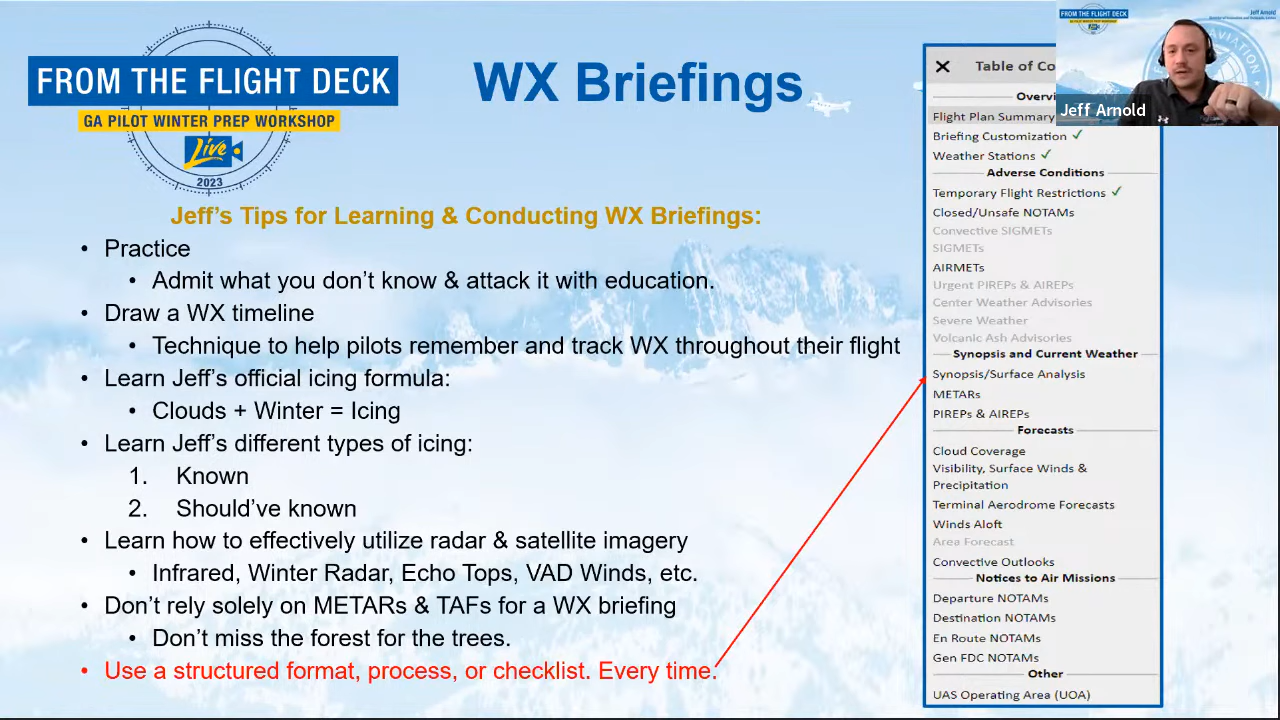 FROM THE FLIGHT DECK
GA PILOT WINTER PREP WORKSHOP
Live
2023
WX Briefings
Jeff's Tips for Learning & Conducting WX Briefings:
• Practice
• Admit what you don't know & attack it with education.
• Draw a WX timeline
• Technique to help pilots remember and track WX throughout their flight
• Learn Jeff's official icing formula:
• Clouds + Winter = Icing
• Learn Jeff's different types of icing:
1. Known
2. Should've known
• Learn how to effectively utilize radar & satellite imagery
• Infrared, Winter Radar, Echo Tops, VAD Winds, etc.
• Don't rely solely on METARs & TAFs for a WX briefing
• Don't miss the forest for the trees.
• Use a structured format, process, or checklist. Every time.
Table of Co
Overvi
Flight Plan Summary
Briefing Customization ✓
Weather Stations ✓
Adverse Conditions
Temporary Flight Restrictions ✓
Closed/Unsafe NOTAMs
Convective SIGMETs
SIGMETs
AIRMETs
Urgent PIREPs & AIREPs
Center Weather Advisories
Severe Weather
Volcanic Ash Advisories
Synopsis and Current Weather
Synopsis/Surface Analysis
METARs
PIREPs & AIREPs
Forecasts
Cloud Coverage
Visibility, Surface Winds &
Precipitation
Terminal Aerodrome Forecasts
Winds Aloft
Area Forecast
Convective Outlooks
Notices to Air Missions
Departure NOTAMs
Destination NOTAMs
En Route NOTAMs
Gen FDC NOTAMs
Other
UAS Operating Area (UOA)
FROM THE FLIGHT DECK
Jeff Arnold
AVIATION
Jeff Arnold